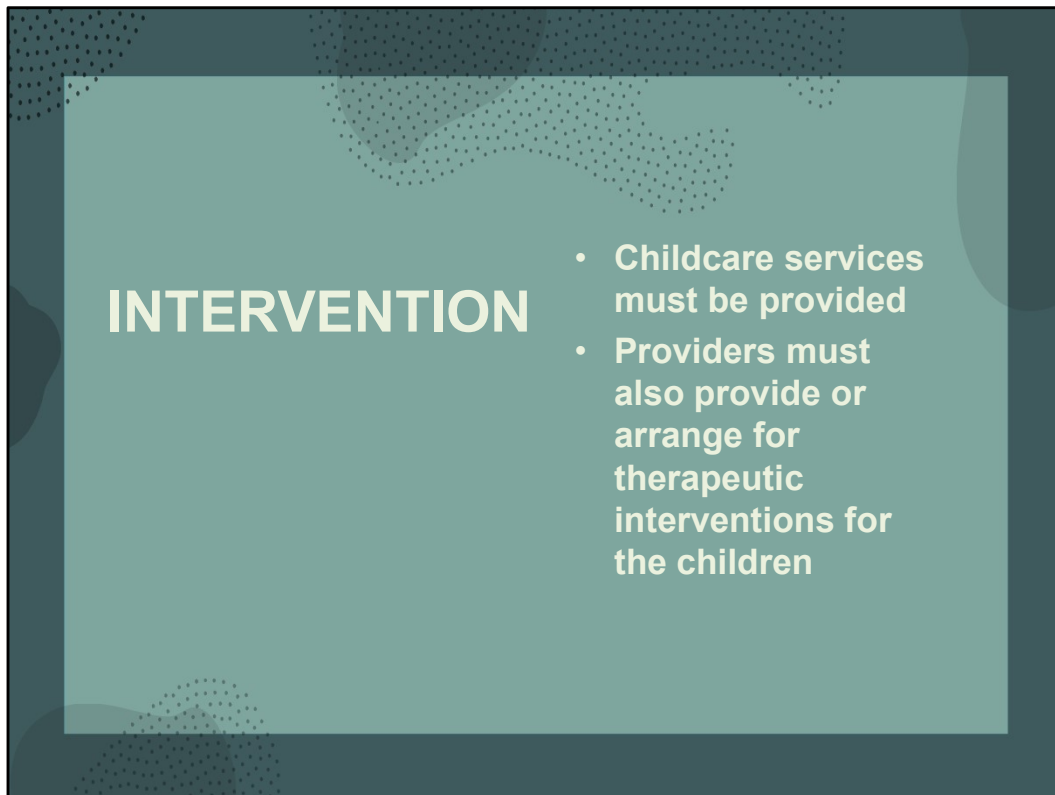 INTERVENTION
• Childcare services
must be provided
• Providers must
also provide or
arrange for
therapeutic
interventions for
the children